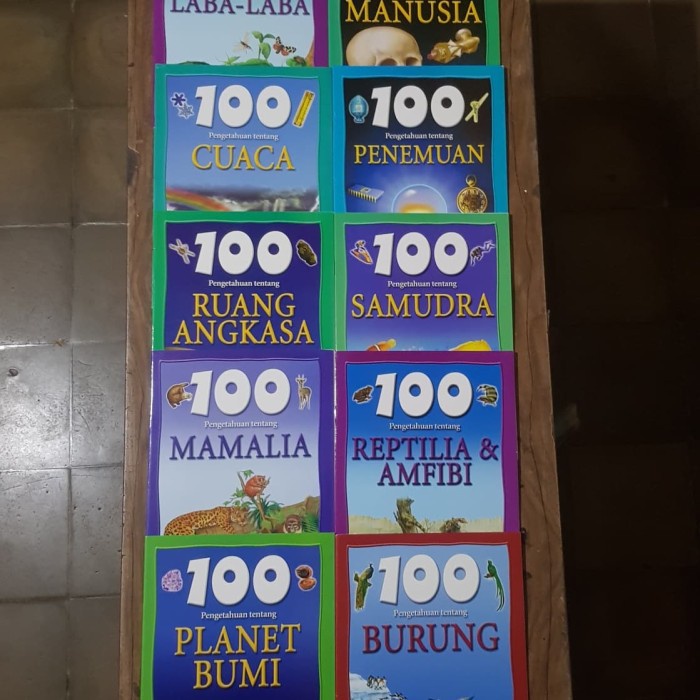 LABA-LABA
MANUSIA
100
Pengetahuan tentang
CUACA
100
Pengetahuan tentang
PENEMUAN
100
Pengetahuan tentang
RUANG
ANGKASA
100
Pengetahuan tentang
SAMUDRA
100
Pengetahuan tentang
MAMALIA
100
Pengetahuan tentang
REPTILIA &
AMFIBI
100
Pengetahuan tentang
PLANET
BUMI
100
Pengetahuan tentang
BURUNG